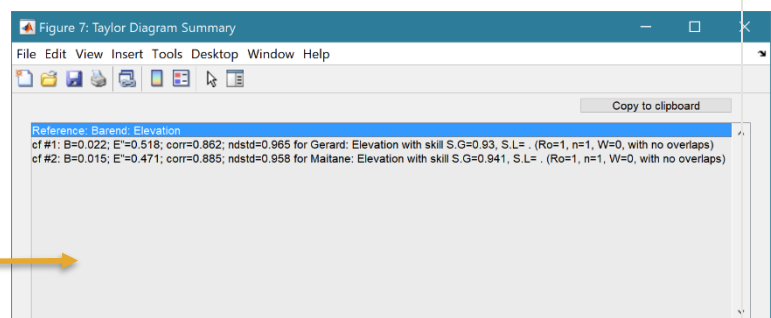 Figure 7: Taylor Diagram Summary
File Edit View Insert Tools Desktop Window Help
Copy to clipboard
Reference: Barend: Elevation
cf #1: B=0.022; E"=0.518; corr=0.862; ndstd=0.965 for Gerard: Elevation with skill S.G=0.93, S.L= . (Ro=1, n=1, W=0, with no overlaps)
cf #2: B=0.015; E"=0.471; corr=0.885; ndstd=0.958 for Maitane: Elevation with skill S.G=0.941, S.L= . (Ro=1, n=1, W=0, with no overlaps)